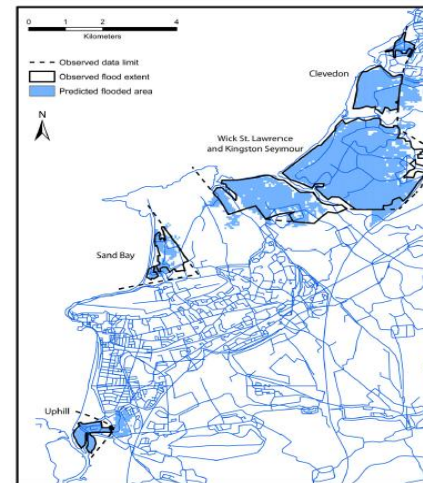 0 1 2 4
Kilometers
Observed data limit
Observed flood extent
Predicted flooded area
N
Clevedon
Wick St. Lawrence
and Kingston Seymour
Sand Bay
Uphill